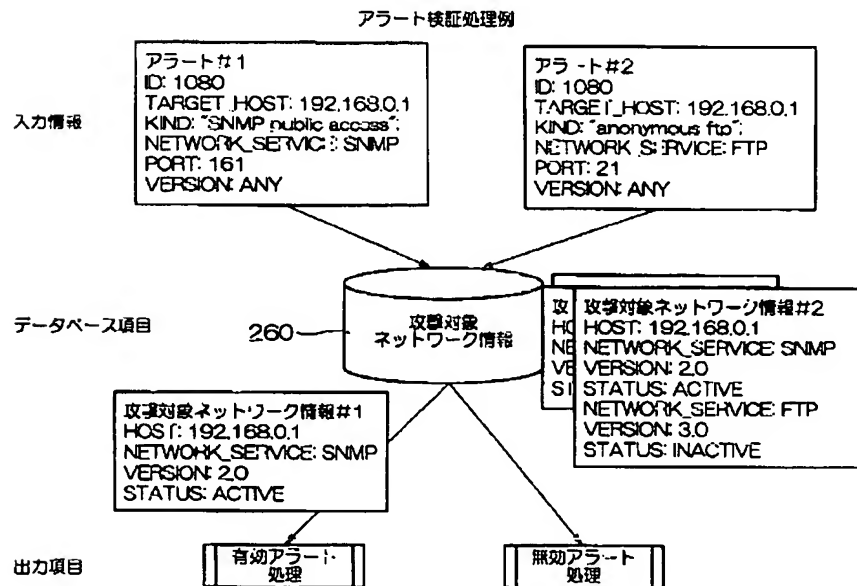 アラート検証処理例
入力情報
アラート#1
ID: 1080
TARGET_HOST: 192.168.0.1
KIND: "SNMP public access";
NETWORK_SERVICE: SNMP
PORT: 161
VERSION: ANY
アラート#2
ID: 1080
TARGET_HOST: 192.168.0.1
KIND: "anonymous ftp";
NETWORK_SERVICE: FTP
PORT: 21
VERSION: ANY
データベース項目
260
攻撃対象
ネットワーク情報
攻撃対象ネットワーク情報#2
HOST: 192.168.0.1
NETWORK_SERVICE: SNMP
VERSION: 2.0
STATUS: ACTIVE
NETWORK_SERVICE: FTP
VERSION: 3.0
STATUS: INACTIVE
攻
HO
NE
VE
S
攻撃対象ネットワーク情報#1
HOST: 192.168.0.1
NETWORK_SERVICE: SNMP
VERSION: 2.0
STATUS: ACTIVE
出力項目
有効アラート
処理
無効アラート
処理